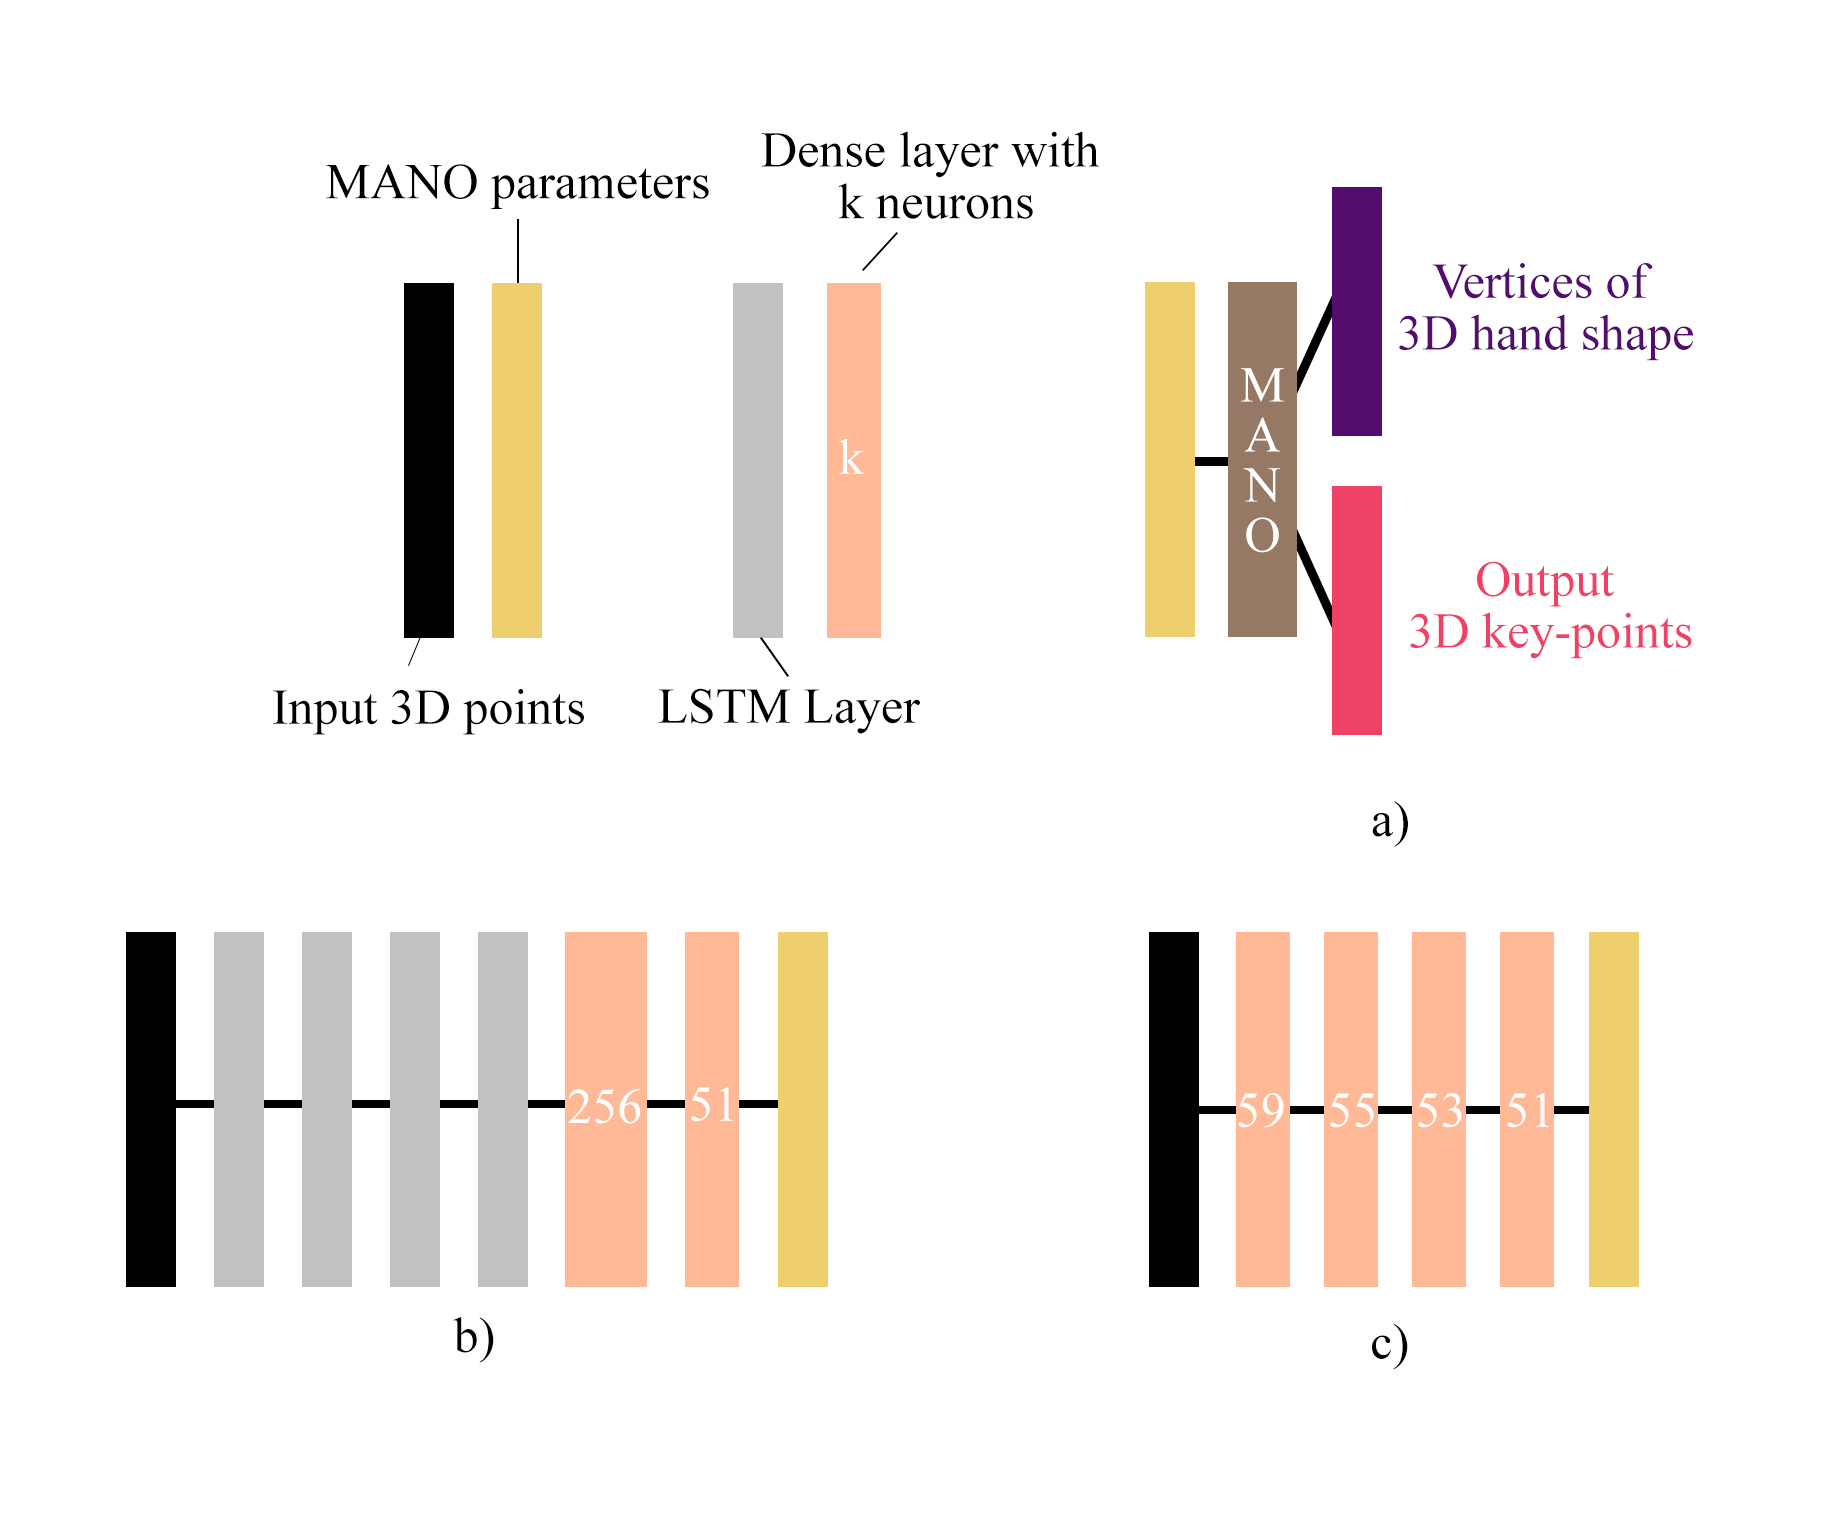 MANO parameters
Dense layer with
k neurons
k
Input 3D points
LSTM Layer
M
A
N
O
Vertices of
3D hand shape
Output
3D key-points
a)
256
51
b)
59
55
53
51
c)